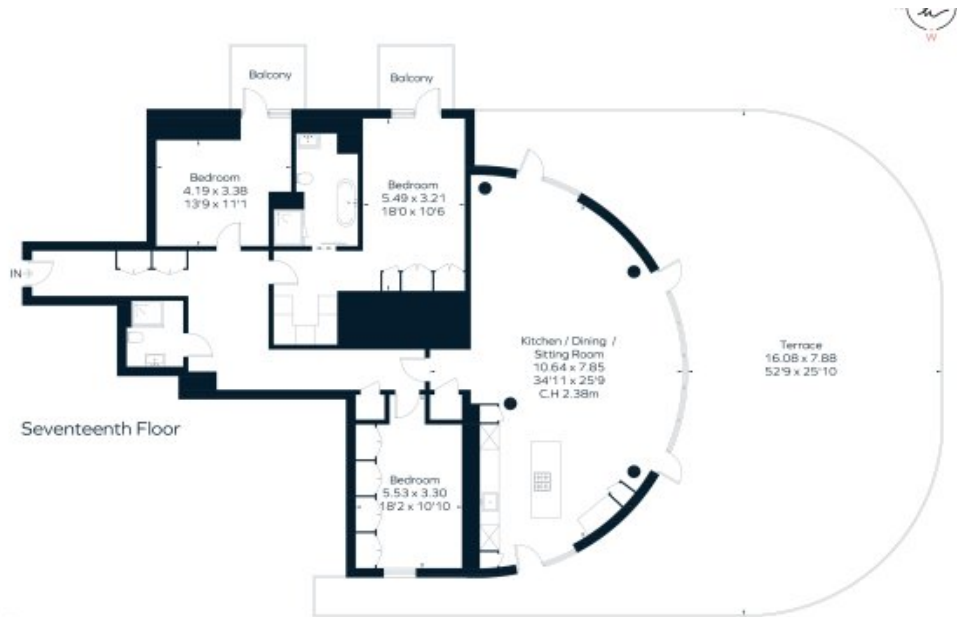 W
Balcony
Balcony
Bedroom
4.19 x 3.38
13'9 x 11'1
Bedroom
5.49 x 3.21
18'0 x 10'6
IN
Kitchen / Dining /
Sitting Room
10.64 x 7.85
34'11 x 25'9
C.H 2.38m
Terrace
16.08 x 7.88
52'9 x 25'10
Seventeenth Floor
Bedroom
5.53 x 3.30
18'2 x 10'10